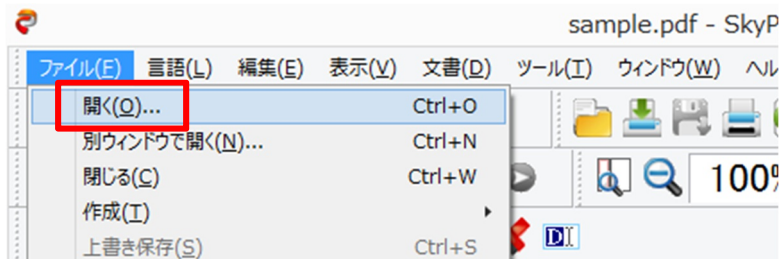 sample.pdf - SkyP
ファイル(F) 言語(L) 編集(E) 表示(V) 文書(D) ツール(T) ウィンドウ(W) ヘル
開く(O)... Ctrl+O
別ウィンドウで開く(N)... Ctrl+N
閉じる(C) Ctrl+W
100%
作成(T)
上書き保存(S) Ctrl+S
D